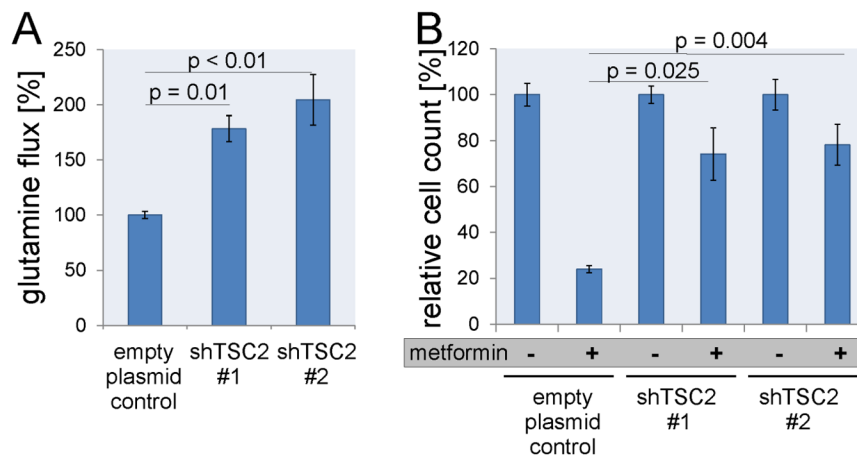 A
glutamine flux [%]
250
200
150
100
50
0
p < 0.01
p = 0.01
empty
plasmid
control
shTSC2
#1
shTSC2
#2
B
relative cell count [%]
120
100
80
60
40
20
0
p = 0.004
p = 0.025
metformin - + - + - +
empty
plasmid
control
shTSC2
#1
shTSC2
#2